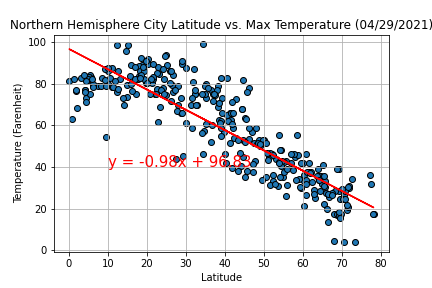 Northern Hemisphere City Latitude vs. Max Temperature (04/29/2021)
100
80
60
40
20
0
Temperature (Farenheit)
y = -0.98x + 96.83
0 10 20 30 40 50 60 70 80
Latitude